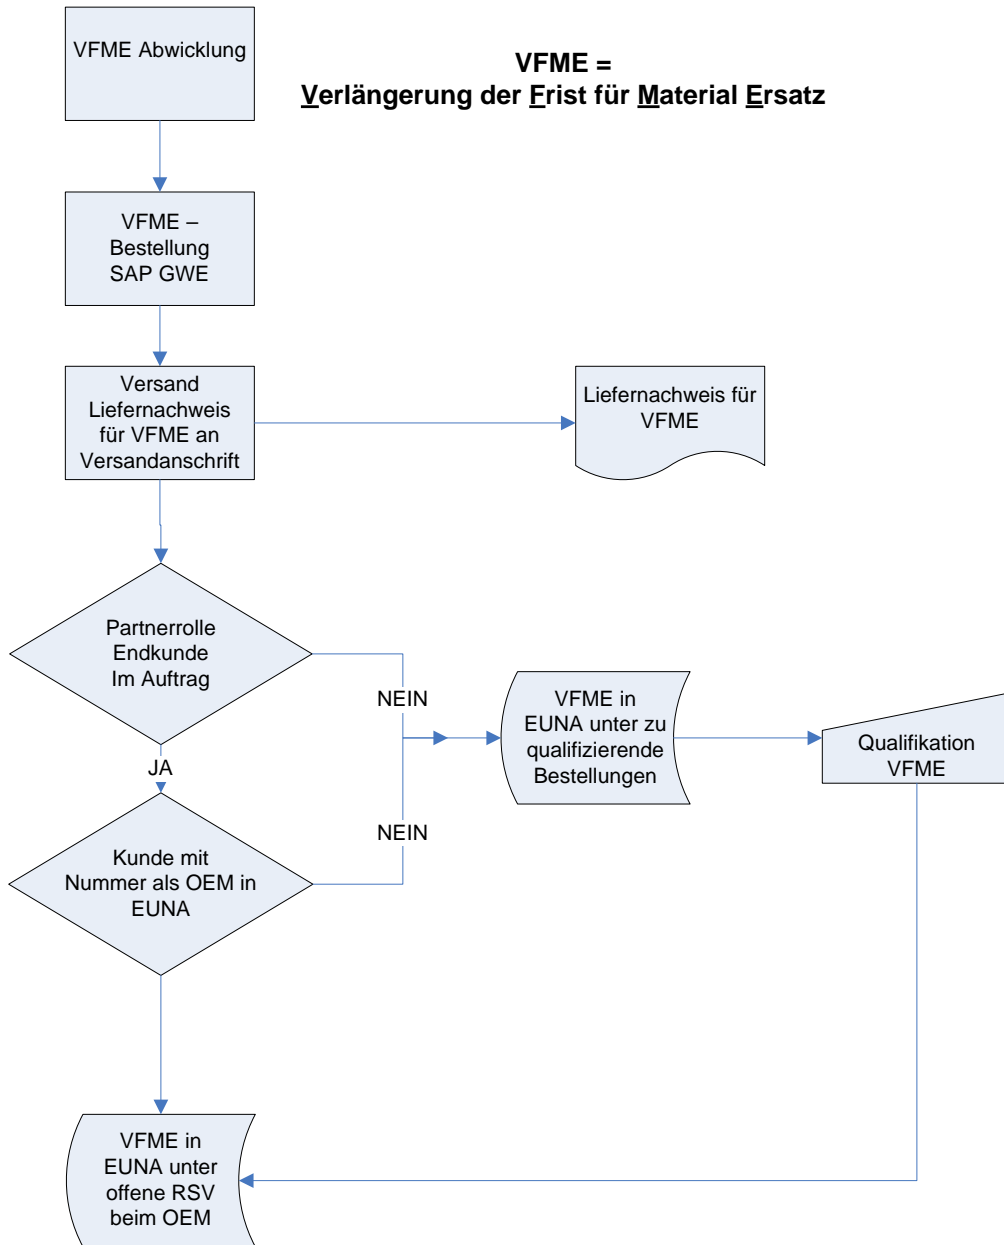 VFME Abwicklung
VFME =
Verlängerung der Frist für Material Ersatz
VFME –
Bestellung
SAP GWE
Versand
Liefernachweis
für VFME an
Versandanschrift
Liefernachweis für
VFME
Partnerrolle
Endkunde
Im Auftrag
NEIN
JA
VFME in
EUNA unter zu
qualifizierende
Bestellungen
Qualifikation
VFME
NEIN
Kunde mit
Nummer als OEM in
EUNA
VFME in
EUNA unter
offene RSV
beim OEM